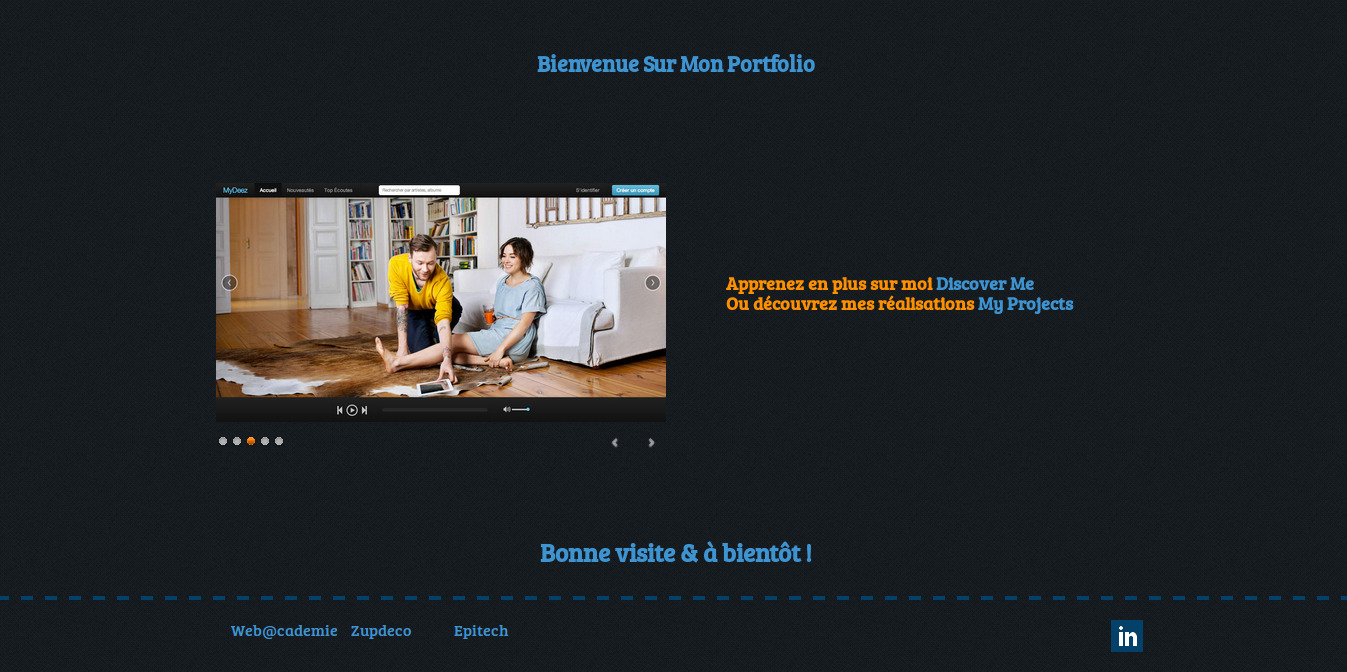 Bienvenue Sur Mon Portfolio
MyDeez Accueil Nouveautés Top Écoutes Rechercher par artistes, albums S'identifier Créer un compte
Apprenez en plus sur moi Discover Me
Ou découvrez mes réalisations My Projects
Bonne visite & à bientôt !
Web@cademie Zupdeco Epitech
in